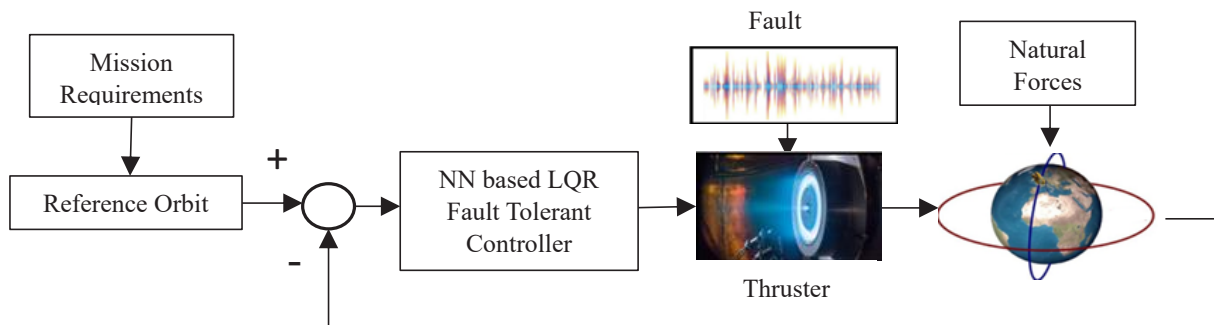 Mission
Requirements
Reference Orbit
+
-
NN based LQR
Fault Tolerant
Controller
Fault
Thruster
Natural
Forces